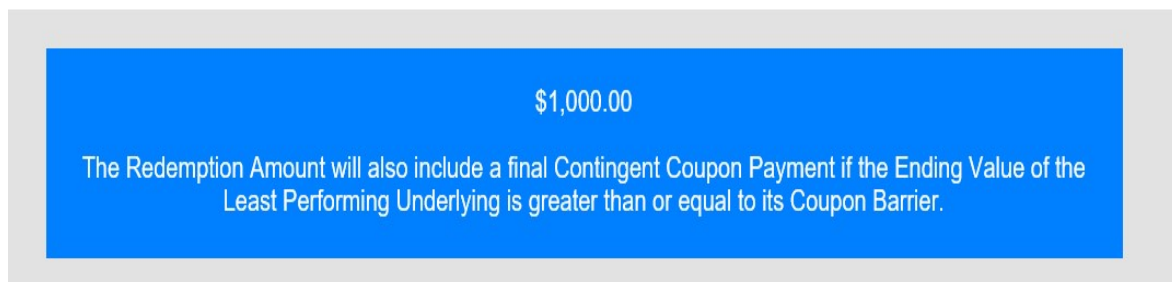 $1,000.00
The Redemption Amount will also include a final Contingent Coupon Payment if the Ending Value of the
Least Performing Underlying is greater than or equal to its Coupon Barrier.